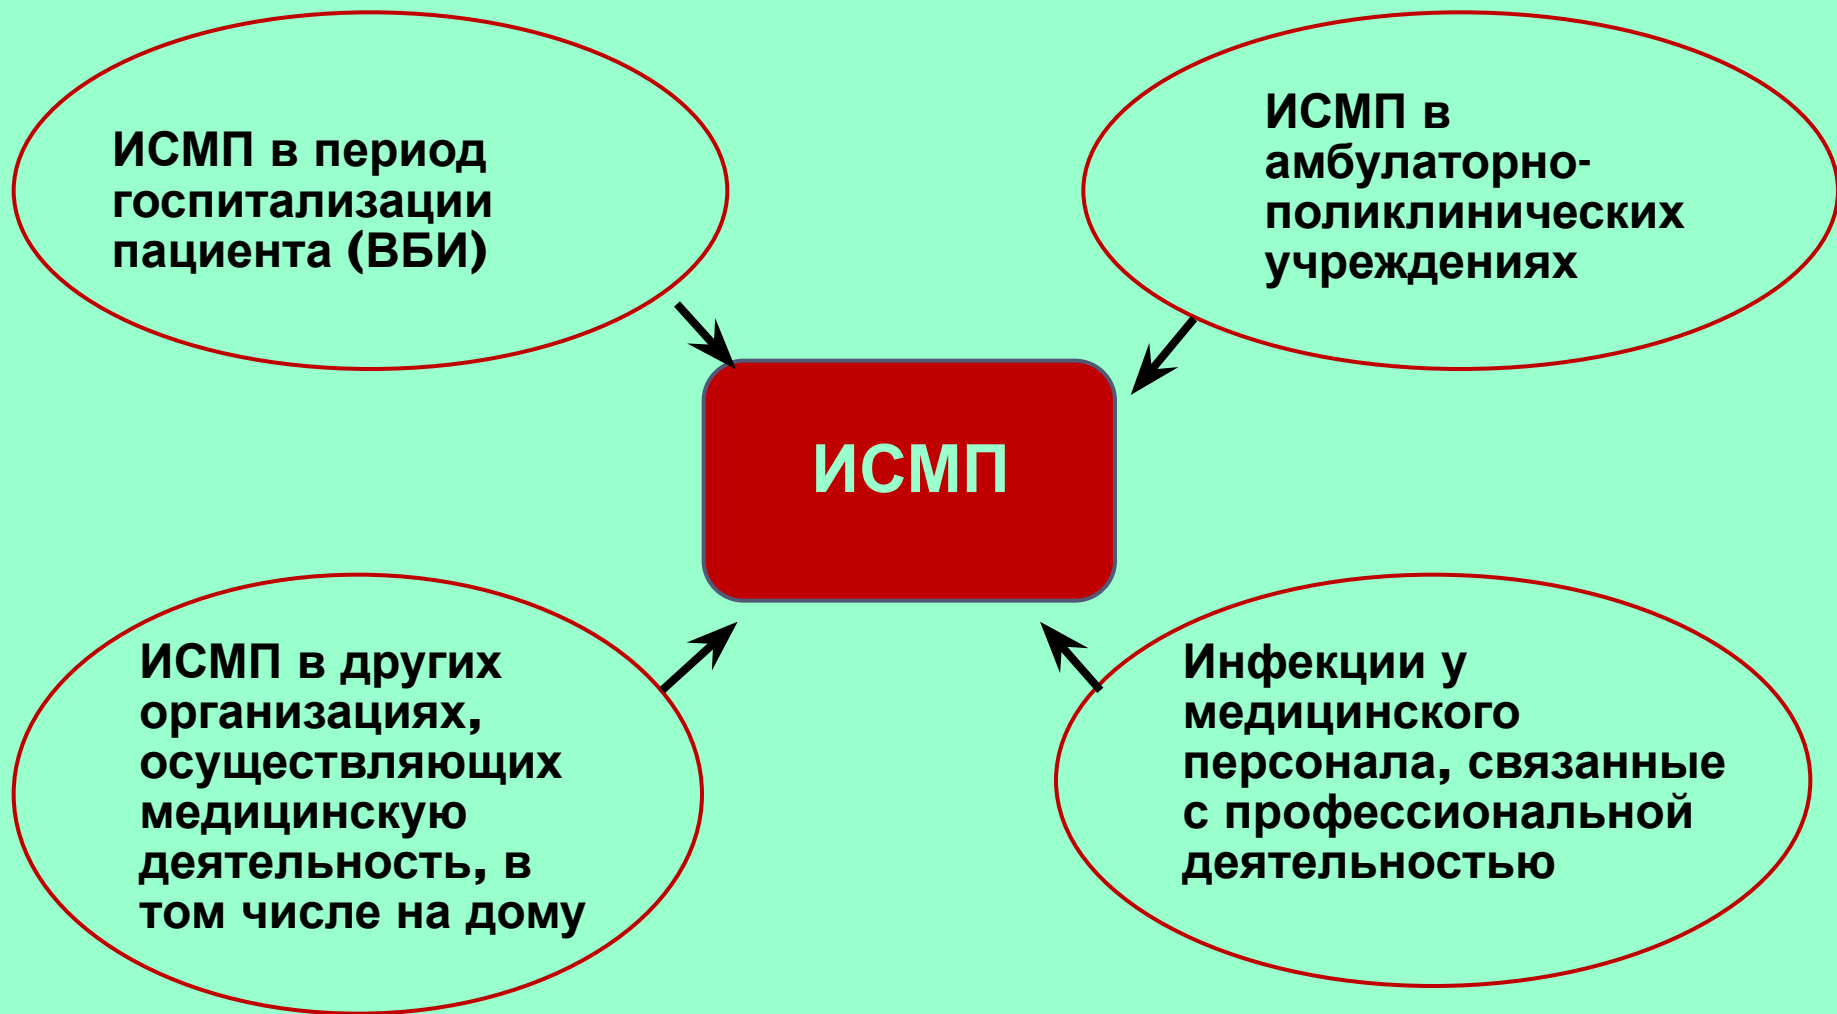 ИСМП в период
госпитализации
пациента (ВБИ)
ИСМП в
амбулаторно-
поликлинических
учреждениях
ИСМП
ИСМП в других
организациях,
осуществляющих
медицинскую
деятельность, в
том числе на дому
Инфекции у
медицинского
персонала, связанные
с профессиональной
деятельностью